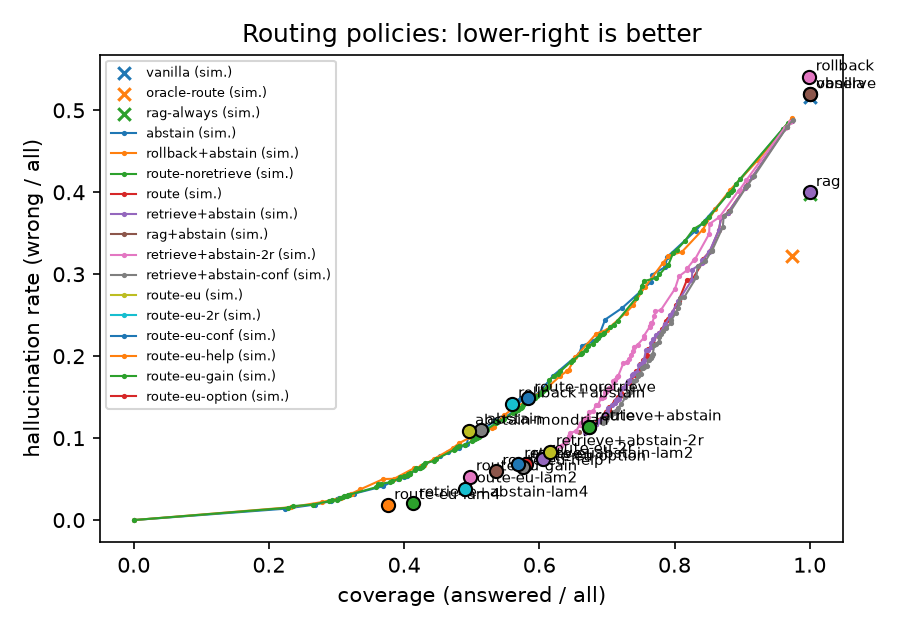 Routing policies: lower-right is better
vanilla (sim.)
oracle-route (sim.)
rag-always (sim.)
abstain (sim.)
rollback+abstain (sim.)
route-noretrieve (sim.)
route (sim.)
retrieve+abstain (sim.)
rag+abstain (sim.)
retrieve+abstain-2r (sim.)
retrieve+abstain-conf (sim.)
route-eu (sim.)
route-eu-2r (sim.)
route-eu-conf (sim.)
route-eu-help (sim.)
route-eu-gain (sim.)
route-eu-option (sim.)
rollback
rag
route-noretrieve
rollback+abstain
retrieve+abstain
retrieve+abstain-2r
route-eu-lam2
route-eu-lam4
retrieve+abstain-lam4
0.5
0.4
0.3
0.2
0.1
0.0
hallucination rate (wrong / all)
0.0 0.2 0.4 0.6 0.8 1.0
coverage (answered / all)